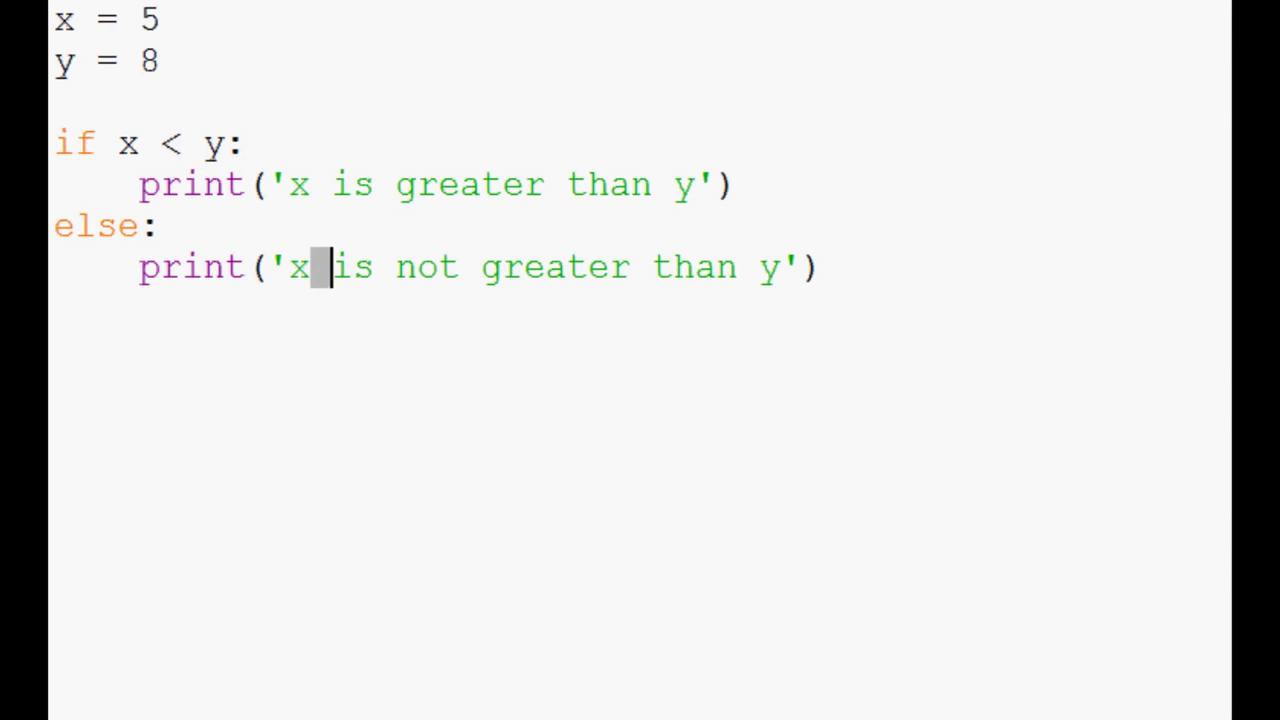 x = 5
y = 8
if x < y:
    print('x is greater than y')
else:
    print('x is not greater than y')